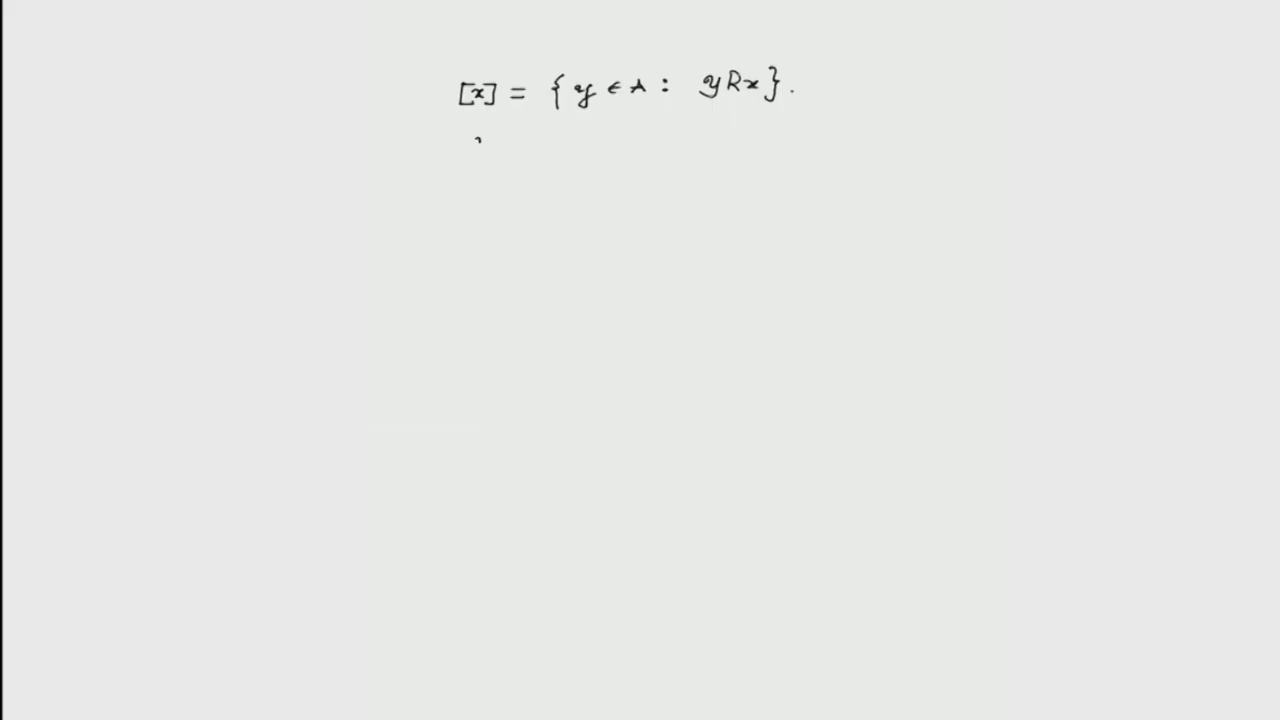 [x] = { y ∈ A : yRx}.